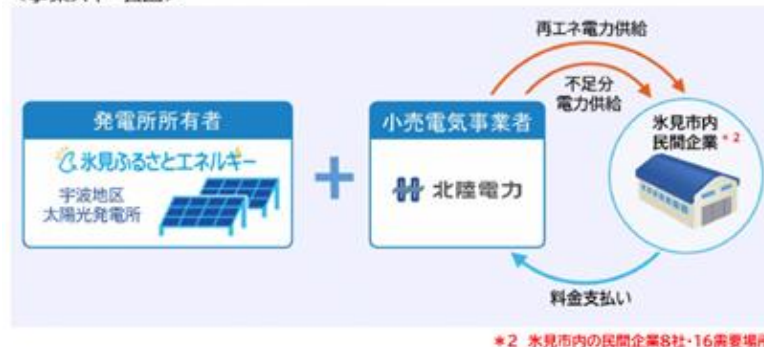 再エネ電力供給
不足分
電力供給
発電所所有者
氷見ふるさとエネルギー
宇波地区
太陽光発電所
+
小売電気事業者
北陸電力
氷見市内
民間企業 *2
料金支払い
*2 氷見市内の民間企業8社・16需要場所